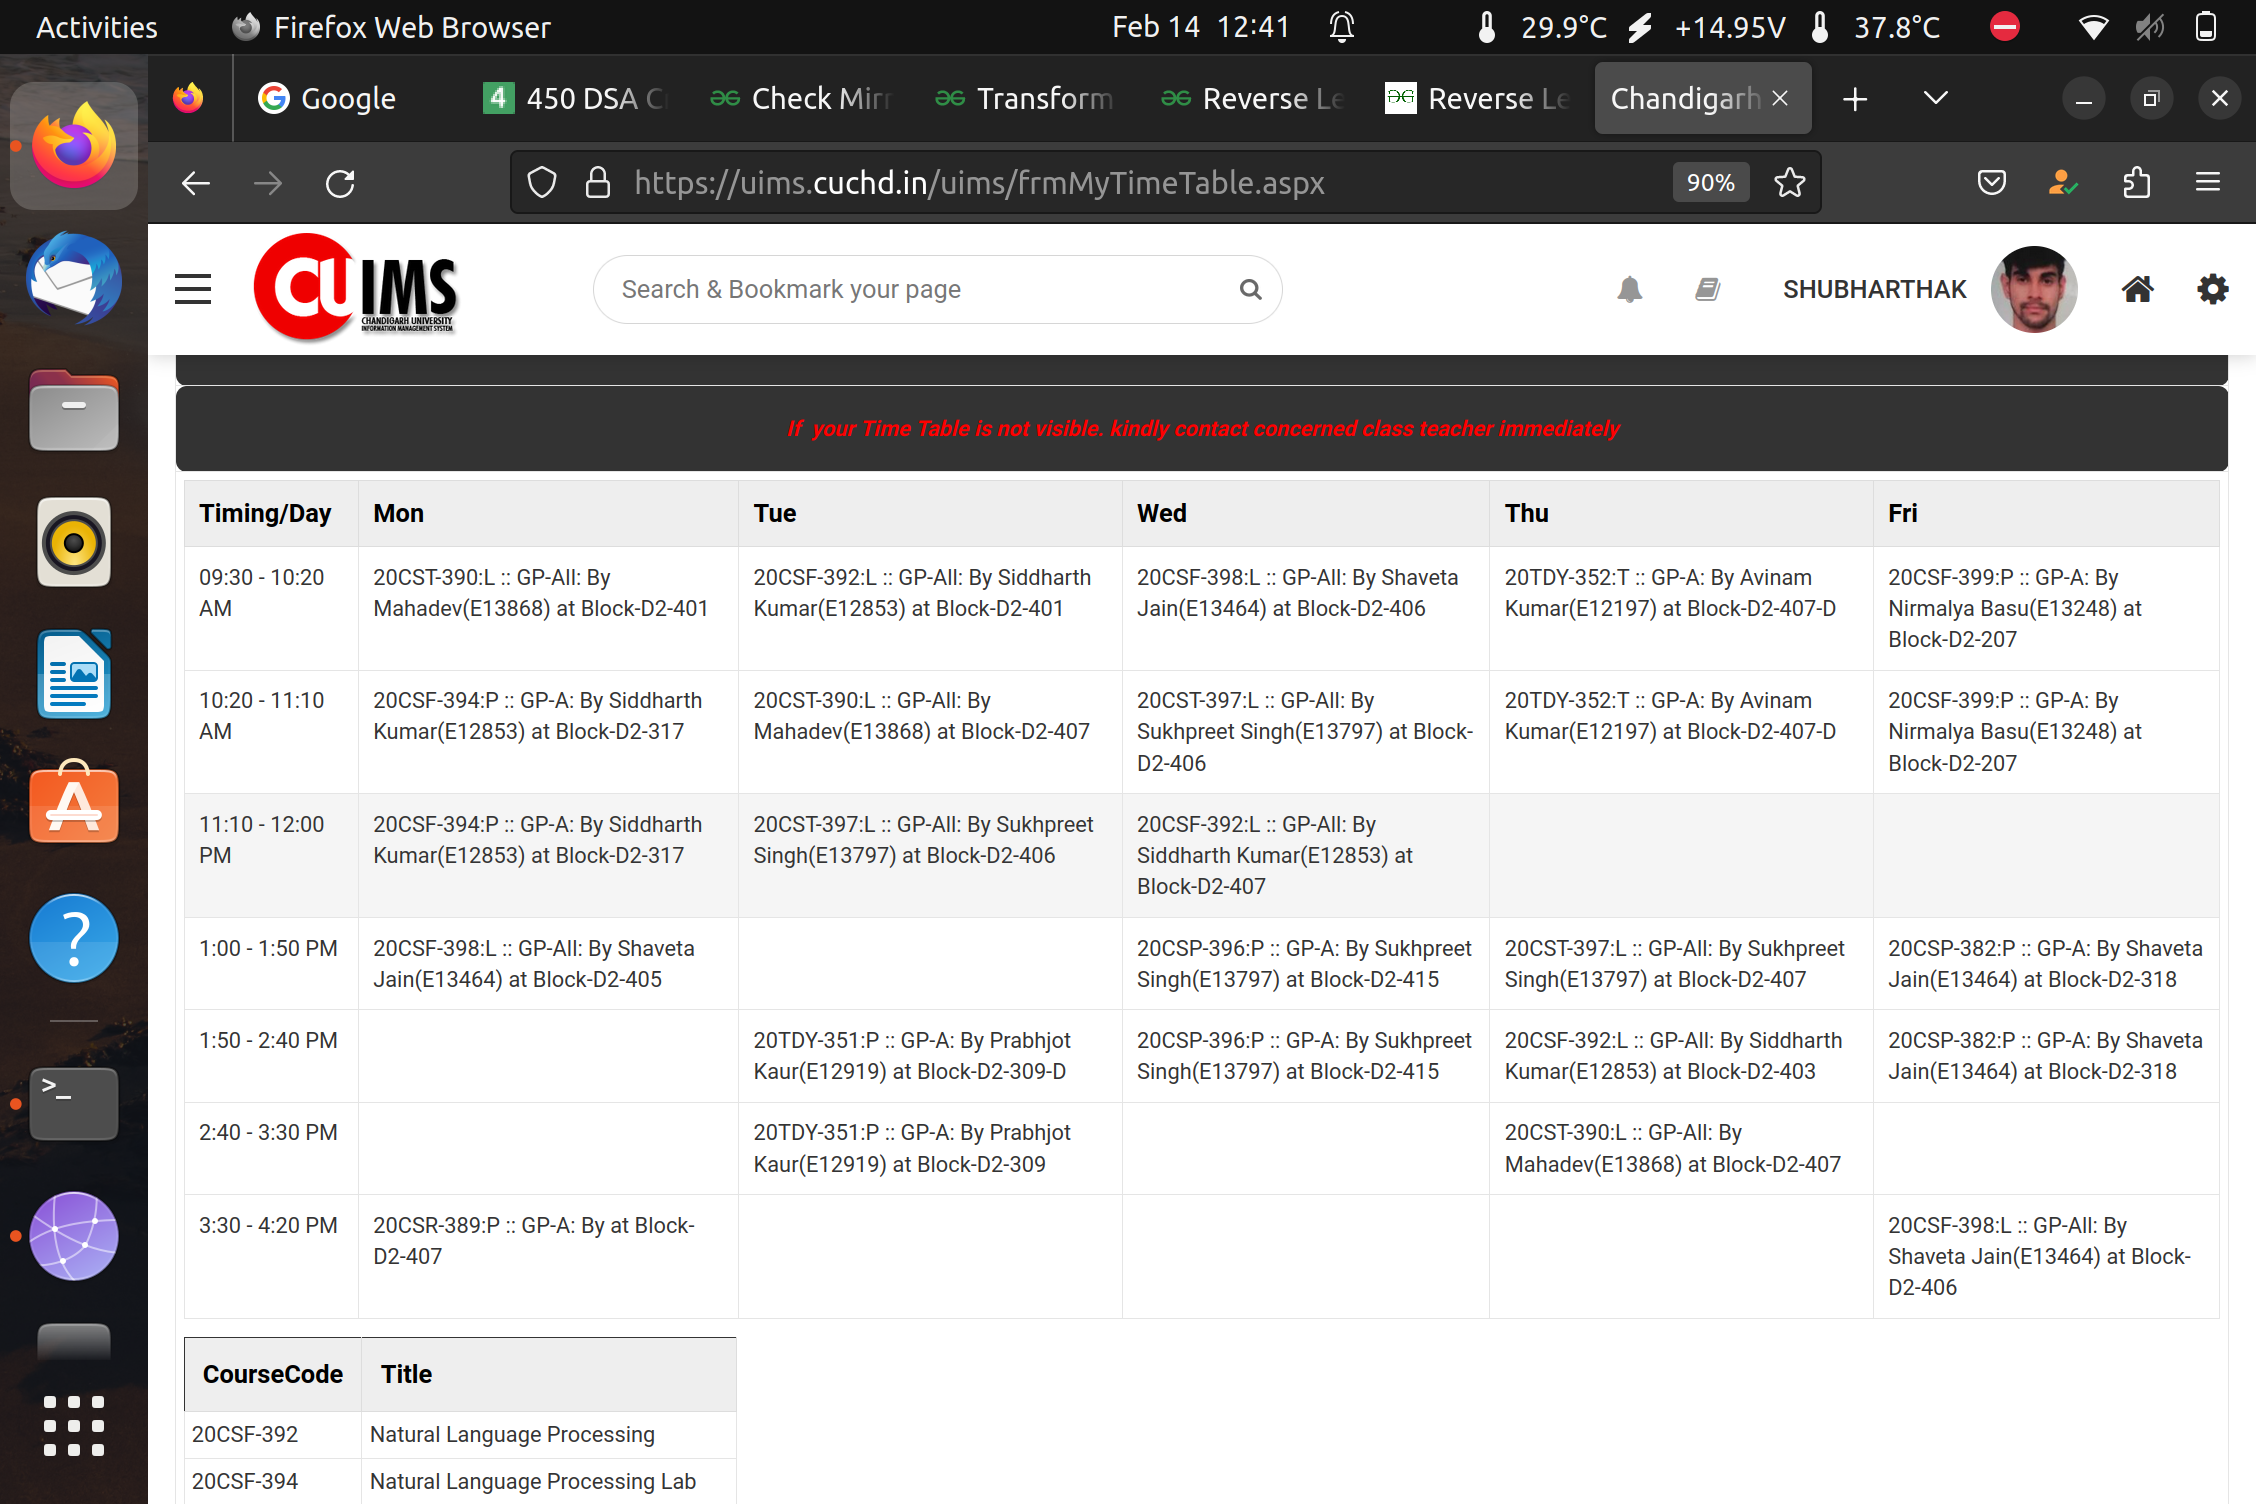 Activities
Firefox Web Browser
Feb 14 12:41
29.9°C
+14.95V
37.8°C
Google
4
450 DSA C
Check Mirr
Transform
Reverse Le
Reverse Le
Chandigarh
https://uims.cuchd.in/uims/frmMyTimeTable.aspx
90%
CUIMS
CHANDIGARH UNIVERSITY
INFORMATION MANAGEMENT SYSTEM
Search & Bookmark your page
SHUBHARTHAK
If your Time Table is not visible. kindly contact concerned class teacher immediately
Timing/Day
Mon
Tue
Wed
Thu
Fri
09:30 - 10:20
AM
20CST-390:L :: GP-All: By
Mahadev(E13868) at Block-D2-401
20CSF-392:L :: GP-All: By Siddharth
Kumar(E12853) at Block-D2-401
20CSF-398:L :: GP-All: By Shaveta
Jain(E13464) at Block-D2-406
20TDY-352:T :: GP-A: By Avinam
Kumar(E12197) at Block-D2-407-D
20CSF-399:P :: GP-A: By
Nirmalya Basu(E13248) at
Block-D2-207
10:20 - 11:10
AM
20CSF-394:P :: GP-A: By Siddharth
Kumar(E12853) at Block-D2-317
20CST-390:L :: GP-All: By
Mahadev(E13868) at Block-D2-407
20CST-397:L :: GP-All: By
Sukhpreet Singh(E13797) at Block-
D2-406
20TDY-352:T :: GP-A: By Avinam
Kumar(E12197) at Block-D2-407-D
20CSF-399:P :: GP-A: By
Nirmalya Basu(E13248) at
Block-D2-207
11:10 - 12:00
PM
20CSF-394:P :: GP-A: By Siddharth
Kumar(E12853) at Block-D2-317
20CST-397:L :: GP-All: By Sukhpreet
Singh(E13797) at Block-D2-406
20CSF-392:L :: GP-All: By
Siddharth Kumar(E12853) at
Block-D2-407
1:00 - 1:50 PM
20CSF-398:L :: GP-All: By Shaveta
Jain(E13464) at Block-D2-405
20CSP-396:P :: GP-A: By Sukhpreet
Singh(E13797) at Block-D2-415
20CST-397:L :: GP-All: By Sukhpreet
Singh(E13797) at Block-D2-407
20CSP-382:P :: GP-A: By Shaveta
Jain(E13464) at Block-D2-318
1:50 - 2:40 PM
20TDY-351:P :: GP-A: By Prabhjot
Kaur(E12919) at Block-D2-309-D
20CSP-396:P :: GP-A: By Sukhpreet
Singh(E13797) at Block-D2-415
20CSF-392:L :: GP-All: By Siddharth
Kumar(E12853) at Block-D2-403
20CSP-382:P :: GP-A: By Shaveta
Jain(E13464) at Block-D2-318
2:40 - 3:30 PM
20TDY-351:P :: GP-A: By Prabhjot
Kaur(E12919) at Block-D2-309
20CST-390:L :: GP-All: By
Mahadev(E13868) at Block-D2-407
3:30 - 4:20 PM
20CSR-389:P :: GP-A: By at Block-
D2-407
20CSF-398:L :: GP-All: By
Shaveta Jain(E13464) at Block-
D2-406
CourseCode
Title
20CSF-392
Natural Language Processing
20CSF-394
Natural Language Processing Lab